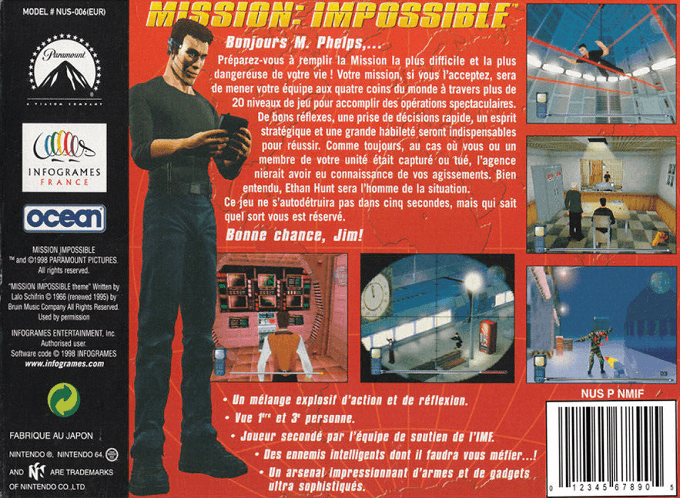 MODEL # NUS-006(EUR)
Paramount
A VIACOM COMPANY
INFOGRAMES
FRANCE
ocean
MISSION IMPOSSIBLE
™ and ©1998 PARAMOUNT PICTURES.
All rights reserved.
"MISSION IMPOSSIBLE theme" Written by
Lalo Schifrin © 1966 (renewed 1995) by
Bruin Music Company All Rights Reserved.
Used by permission
INFOGRAMES ENTERTAINMENT, Inc.
Authorised user.
Software code © 1998 INFOGRAMES
www.infogrames.com
FABRIQUE AU JAPON
NINTENDO ®, NINTENDO 64,
AND ARE TRADEMARKS
OF NINTENDO CO.,LTD.
MISSION: IMPOSSIBLE™
Bonjours M. Phelps,...
Préparez-vous à remplir la Mission la plus difficile et la plus
dangereuse de votre vie ! Votre mission, si vous l'acceptez, sera
de mener votre équipe aux quatre coins du monde à travers plus de
20 niveaux de jeu pour accomplir des opérations spectaculaires.
De bons réflexes, une prise de décisions rapide, un esprit
stratégique et une grande habileté seront indispensables
pour réussir. Comme toujours, au cas où vous ou un
membre de votre unité était capturé ou tué, l'agence
nierait avoir eu connaissance de vos agissements. Bien
entendu, Ethan Hunt sera l'homme de la situation.
Ce jeu ne s'autodétruira pas dans cinq secondes, mais qui sait
quel sort vous est réservé.
Bonne chance, Jim!
• Un mélange explosif d'action et de réflexion.
• Vue 1ère et 3e personne.
• Joueur secondé par l'équipe de soutien de l'IMF.
• Des ennemis intelligents dont il faudra vous méfier...!
• Un arsenal impressionnant d'armes et de gadgets
ultra sophistiqués.
NUS P NMIF
0 12345 67890 5